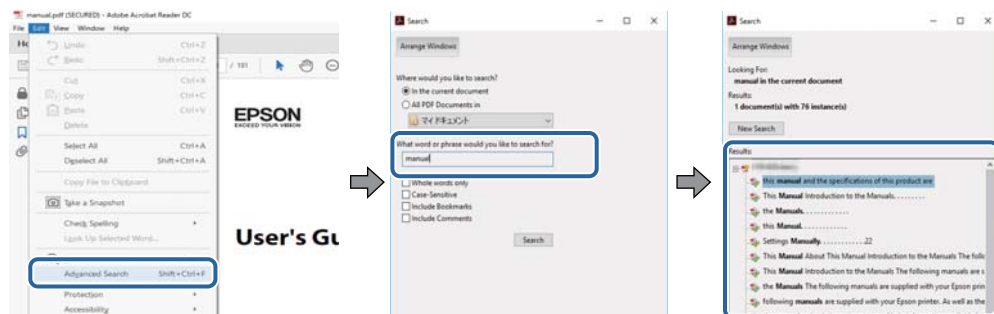 manual.pdf (SECURED) - Adobe Acrobat Reader DC
File Edit View Window Help
Undo Ctrl+Z
Redo Shift+Ctrl+Z
Cut Ctrl+X
Copy Ctrl+C
Paste Ctrl+V
Delete
Select All Ctrl+A
Deselect All Shift+Ctrl+A
Copy File to Clipboard
Take a Snapshot
Check Spelling
Look Up Selected Word...
Advanced Search Shift+Ctrl+F
Protection
Accessibility
/ 191
EPSON
EXCEED YOUR VISION
User's Gu
Search
Arrange Windows
Where would you like to search?
In the current document
All PDF Documents in
マイ ドキュメント
What word or phrase would you like to search for?
manual
Whole words only
Case-Sensitive
Include Bookmarks
Include Comments
Search
Search
Arrange Windows
Looking For:
manual in the current document
Results:
1 document(s) with 76 instance(s)
New Search
Results:
this manual and the specifications of this product are
This Manual Introduction to the Manuals. . . . . . . . .
the Manuals. . . . . . . . . . . . .
this Manual. . . . . . . . . . . . .
Settings Manually. . . . . . . . . . . . .22
This Manual About This Manual Introduction to the Manuals The follo
This Manual Introduction to the Manuals The following manuals are s
the Manuals The following manuals are supplied with your Epson prin
following manuals are supplied with your Epson printer. As well as the